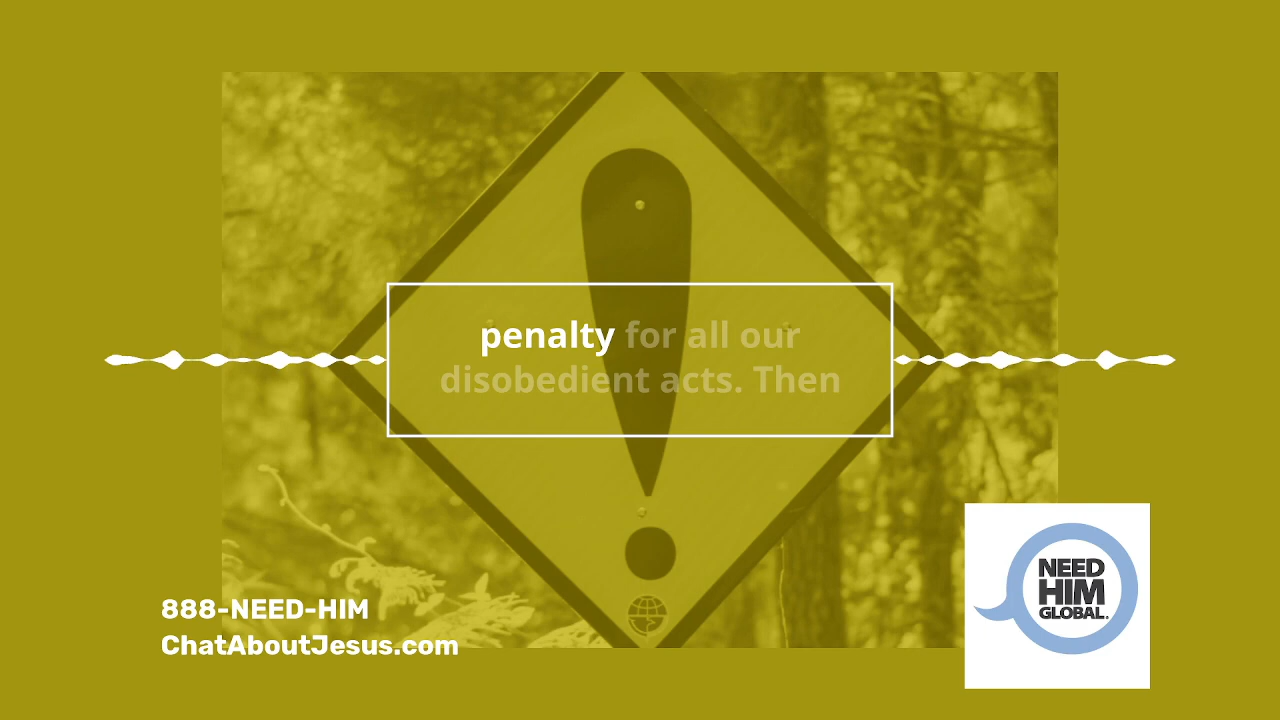 penalty for all our
disobedient acts. Then
888-NEED-HIM
ChatAboutJesus.com
NEED
HIM
GLOBAL.